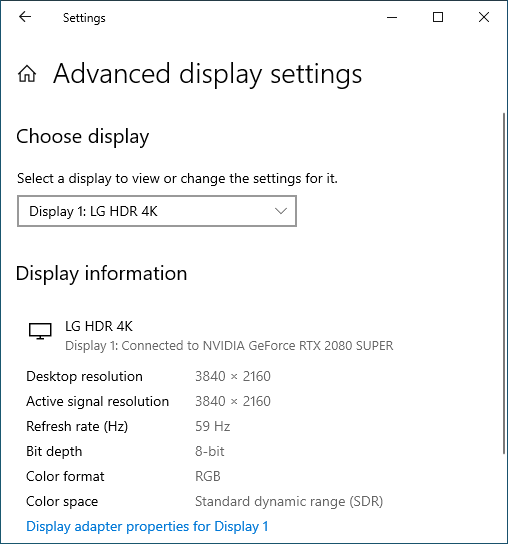 Settings
Advanced display settings
Choose display
Select a display to view or change the settings for it.
Display 1: LG HDR 4K
Display information
LG HDR 4K
Display 1: Connected to NVIDIA GeForce RTX 2080 SUPER
Desktop resolution 3840 × 2160
Active signal resolution 3840 × 2160
Refresh rate (Hz) 59 Hz
Bit depth 8-bit
Color format RGB
Color space Standard dynamic range (SDR)
Display adapter properties for Display 1